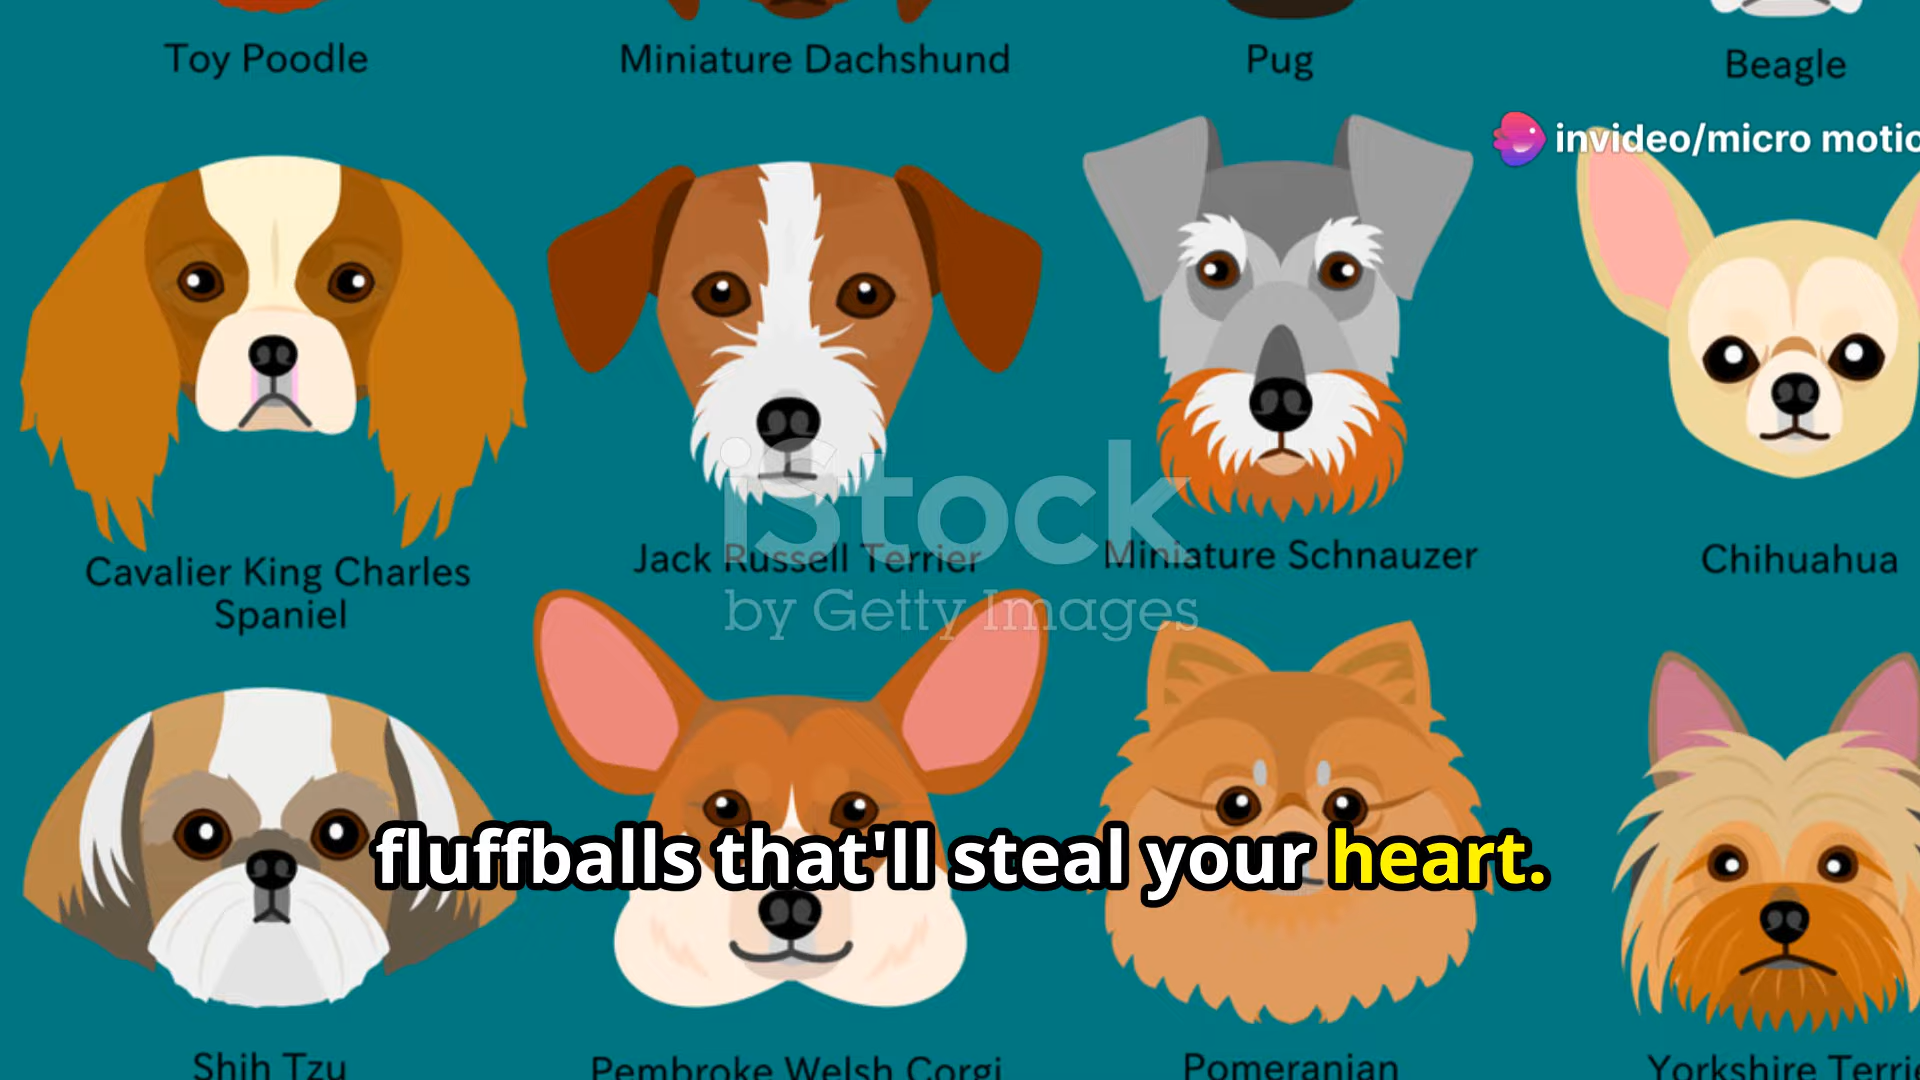 Toy Poodle
Miniature Dachshund
Pug
Beagle
invideo/micro motio
Cavalier King Charles
Spaniel
Jack Russell Terrier
Miniature Schnauzer
Chihuahua
iStock
by Getty Images
fluffballs that'll steal your heart.
Shih Tzu
Pembroke Welsh Corgi
Pomeranian
Yorkshire Terrie